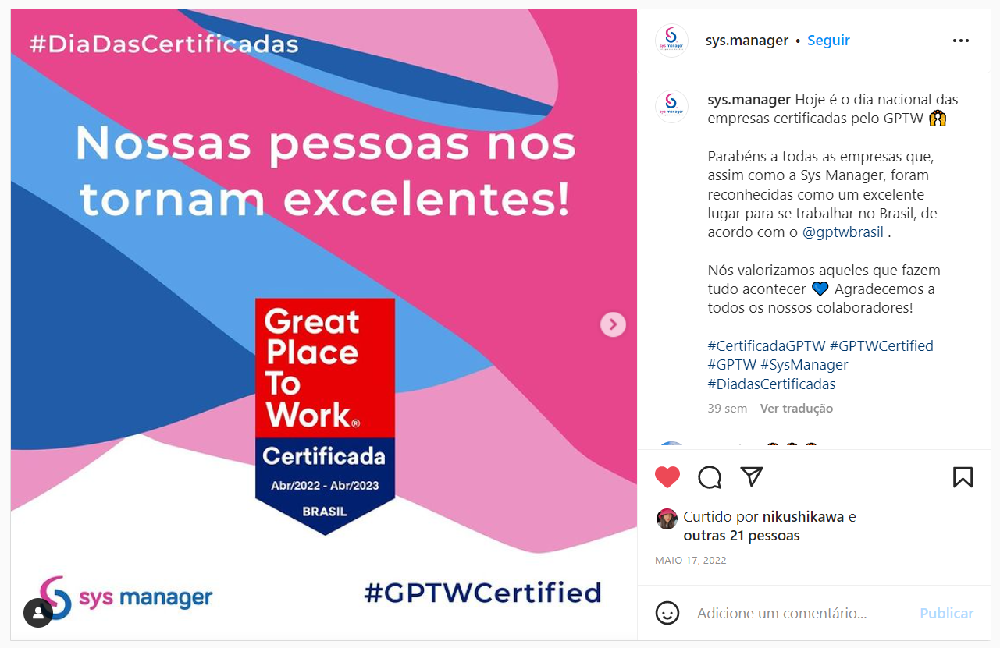 #DiaDasCertificadas
Nossas pessoas nos
tornam excelentes!
Great
Place
To
Work®
Certificada
Abr/2022 - Abr/2023
BRASIL
sys manager
#GPTWCertified
sys manager
sys.manager • Seguir
sys manager
sys.manager Hoje é o dia nacional das
empresas certificadas pelo GPTW
Parabéns a todas as empresas que,
assim como a Sys Manager, foram
reconhecidas como um excelente
lugar para se trabalhar no Brasil, de
acordo com o @gptwbrasil .
Nós valorizamos aqueles que fazem
tudo acontecer 💙 Agradecemos a
todos os nossos colaboradores!
#CertificadaGPTW #GPTWCertified
#GPTW #SysManager
#DiadasCertificadas
39 sem Ver tradução
Curtido por nikushikawa e
outras 21 pessoas
MAIO 17, 2022
Adicione um comentário...
Publicar